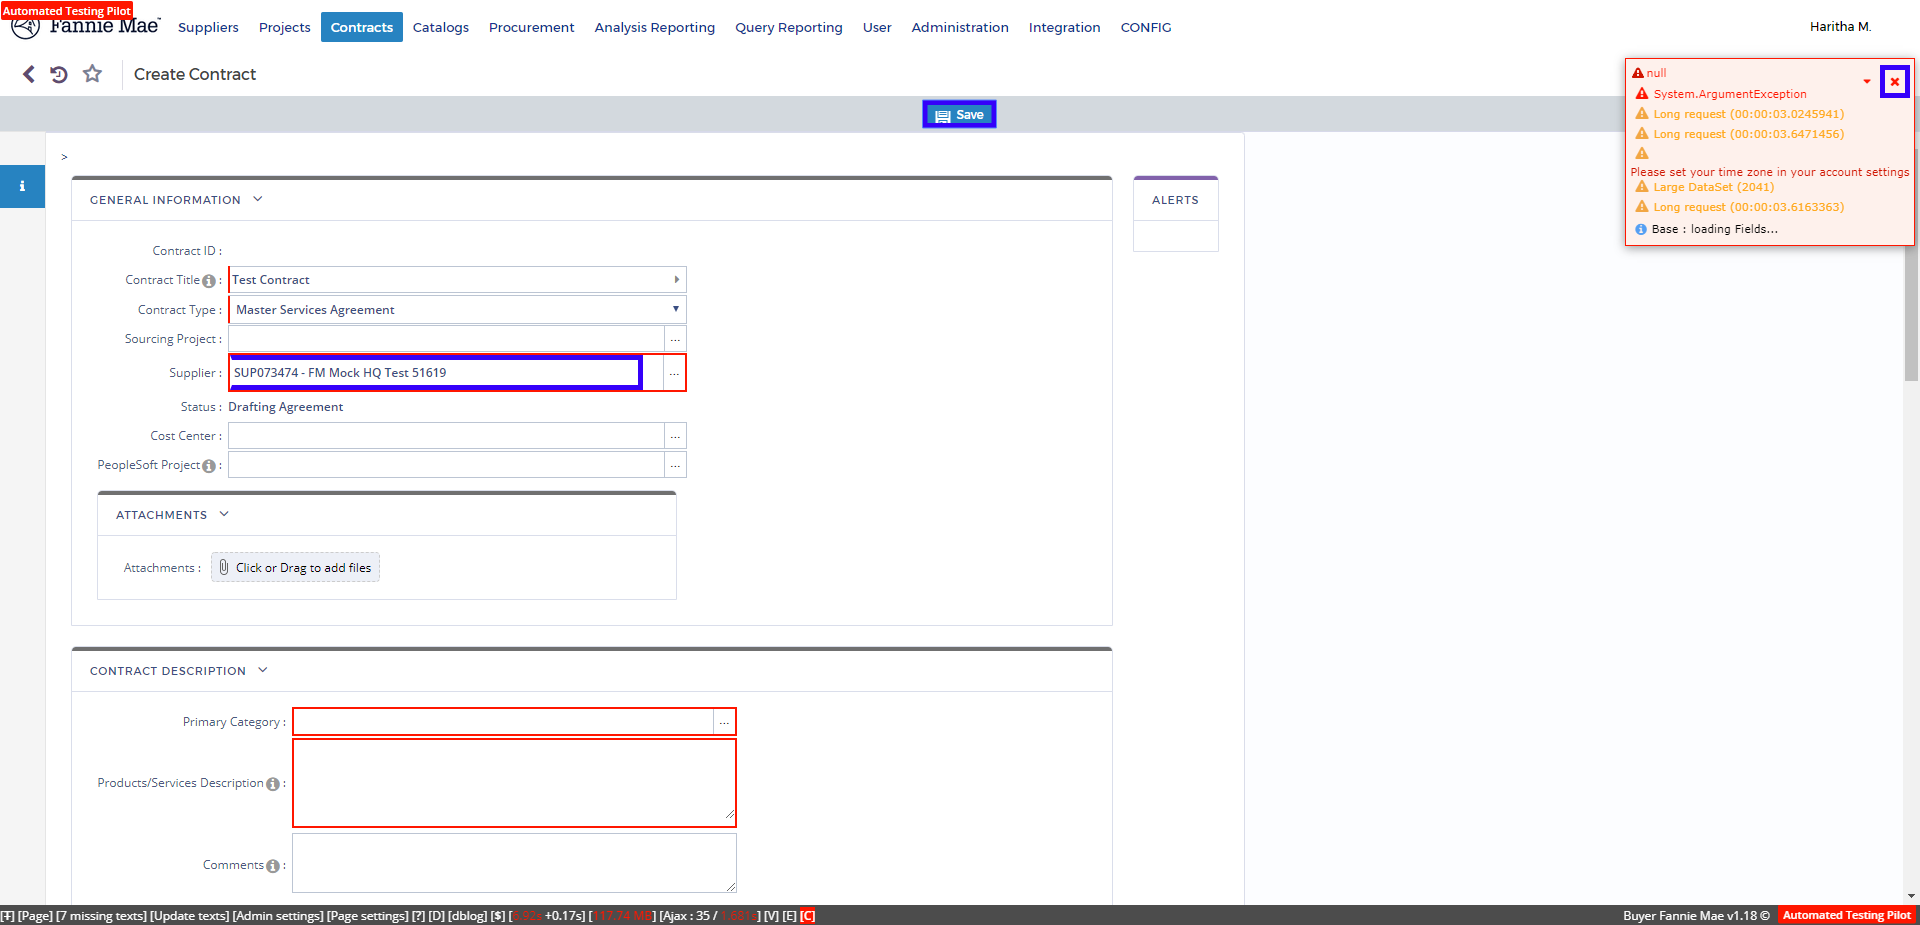 Automated Testing Pilot
Fannie Mae™ Suppliers Projects Contracts Catalogs Procurement Analysis Reporting Query Reporting User Administration Integration CONFIG Haritha M.
Create Contract
Save
null
System.ArgumentException
Long request (00:00:03.0245941)
Long request (00:00:03.6471456)
Please set your time zone in your account settings
Large DataSet (2041)
Long request (00:00:03.6163363)
Base : loading Fields...
>
GENERAL INFORMATION
ALERTS
Contract ID :
Contract Title : Test Contract
Contract Type : Master Services Agreement
Sourcing Project : ...
Supplier : SUP073474 - FM Mock HQ Test 51619 ...
Status : Drafting Agreement
Cost Center : ...
PeopleSoft Project : ...
ATTACHMENTS
Attachments : Click or Drag to add files
CONTRACT DESCRIPTION
Primary Category : ...
Products/Services Description :
Comments :
[T] [Page] [7 missing texts] [Update texts] [Admin settings] [Page settings] [?] [D] [dblog] [$] [ +0.17s] [117.74 MB] [Ajax : 35 / ] [V] [E] [C] Buyer Fannie Mae v1.18 © Automated Testing Pilot